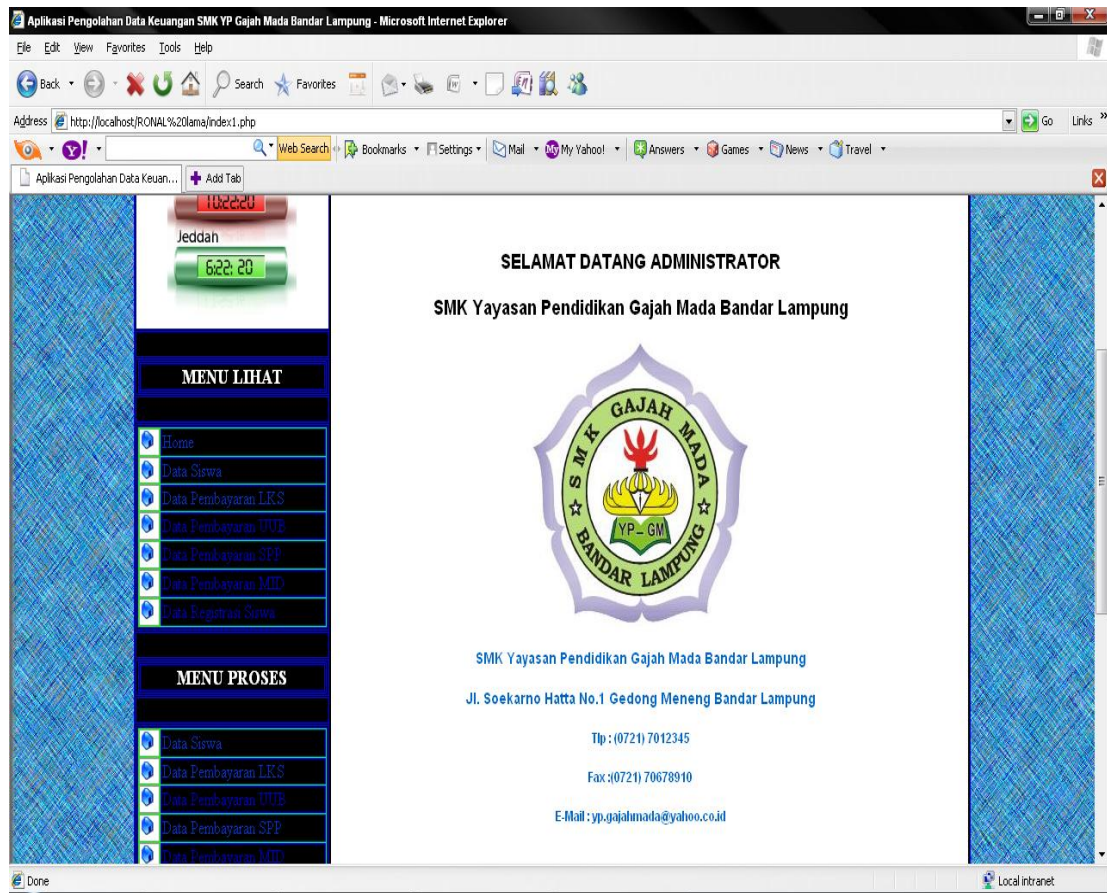 Aplikasi Pengolahan Data Keuangan SMK YP Gajah Mada Bandar Lampung - Microsoft Internet Explorer
File Edit View Favorites Tools Help
Back Search Favorites
Address http://localhost/RONAL%20lama/index1.php Go Links »
Y! Web Search Bookmarks Settings Mail My Yahoo! Answers Games News Travel
Aplikasi Pengolahan Data Keuan... Add Tab
10:22:20
Jeddah
6:22: 20
MENU LIHAT
Home
Data Siswa
Data Pembayaran LKS
Data Pembayaran UUB
Data Pembayaran SPP
Data Pembayaran MID
Data Registrasi Siswa
MENU PROSES
Data Siswa
Data Pembayaran LKS
Data Pembayaran UUB
Data Pembayaran SPP
Data Pembayaran MID
SELAMAT DATANG ADMINISTRATOR
SMK Yayasan Pendidikan Gajah Mada Bandar Lampung
SMK GAJAH MADA
YP - GM
BANDAR LAMPUNG
SMK Yayasan Pendidikan Gajah Mada Bandar Lampung
Jl. Soekarno Hatta No.1 Gedong Meneng Bandar Lampung
Tlp : (0721) 7012345
Fax :(0721) 70678910
E-Mail : yp.gajahmada@yahoo.co.id
Done Local intranet